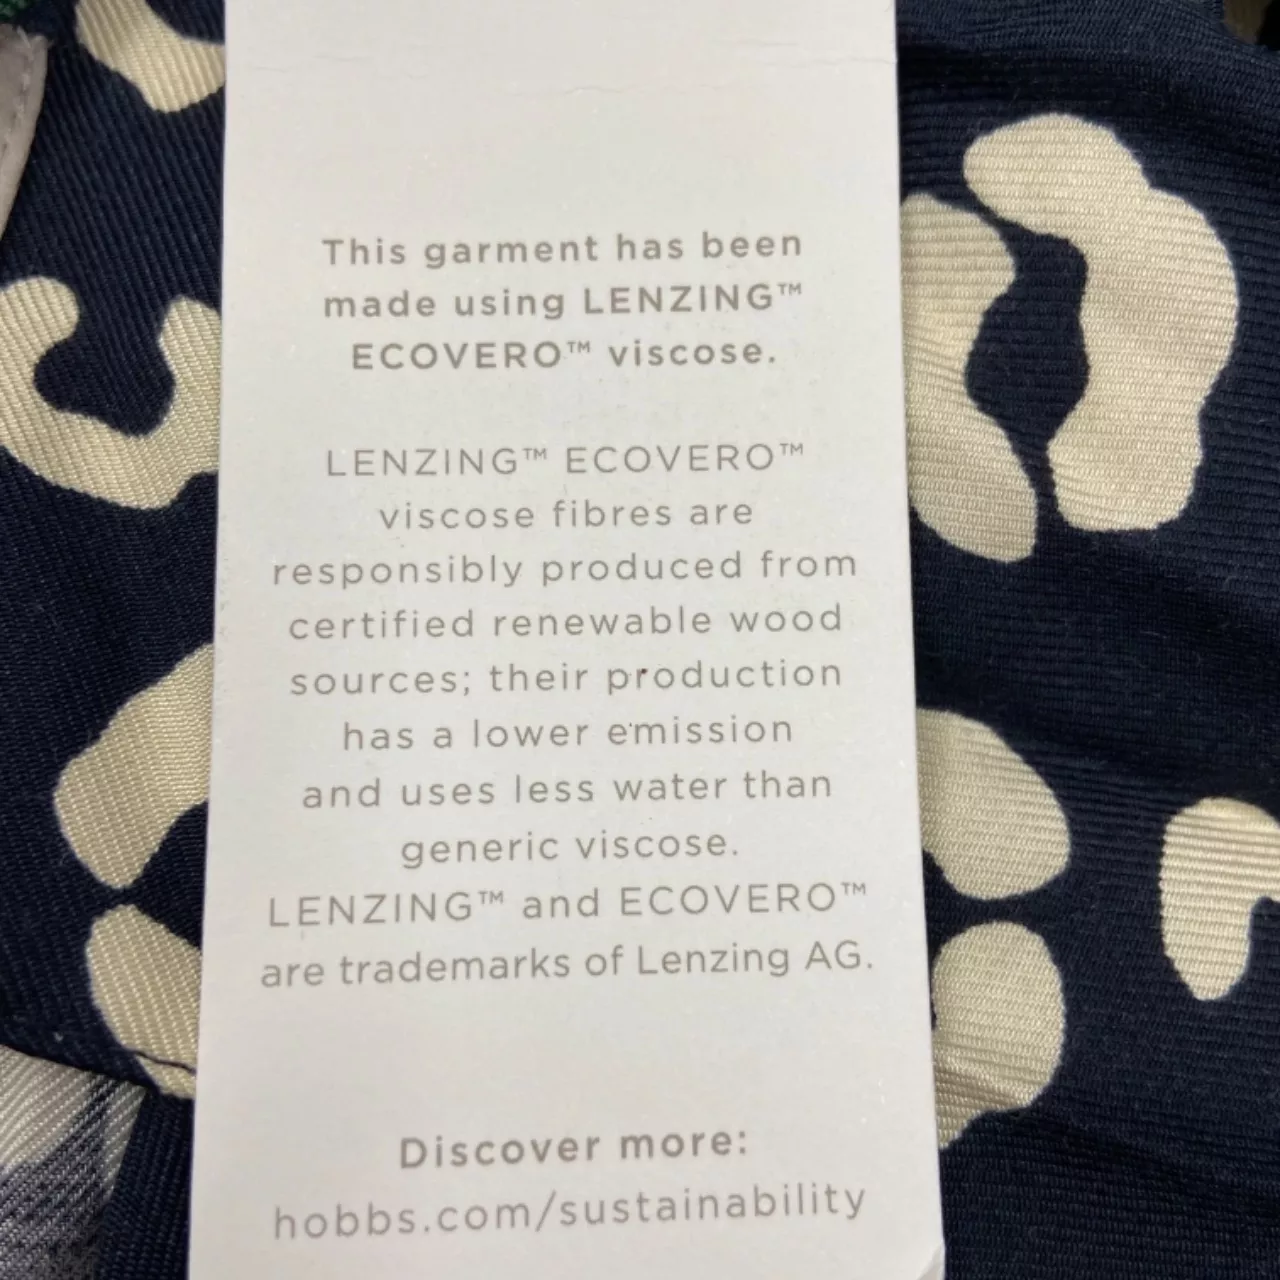 This garment has been
made using LENZING™
ECOVERO™ viscose.
LENZING™ ECOVERO™
viscose fibres are
responsibly produced from
certified renewable wood
sources; their production
has a lower emission
and uses less water than
generic viscose.
LENZING™ and ECOVERO™
are trademarks of Lenzing AG.
Discover more:
hobbs.com/sustainability